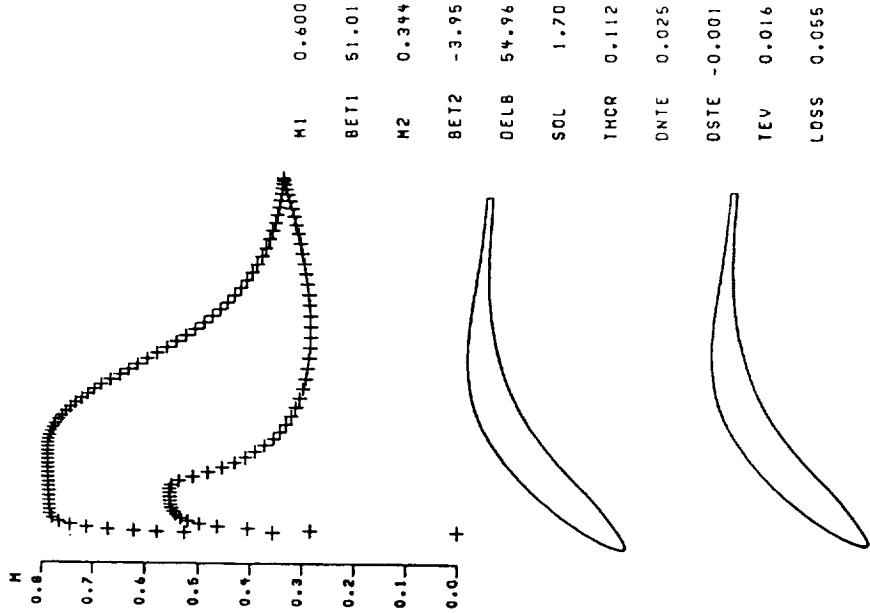 M
0.8
0.7
0.6
0.5
0.4
0.3
0.2
0.1
0.0
M1 0.600
BET1 51.01
M2 0.344
BET2 -3.95
DELB 54.96
SOL 1.70
THCR 0.112
DNTE 0.025
DSTE -0.001
TEV 0.016
LOSS 0.055